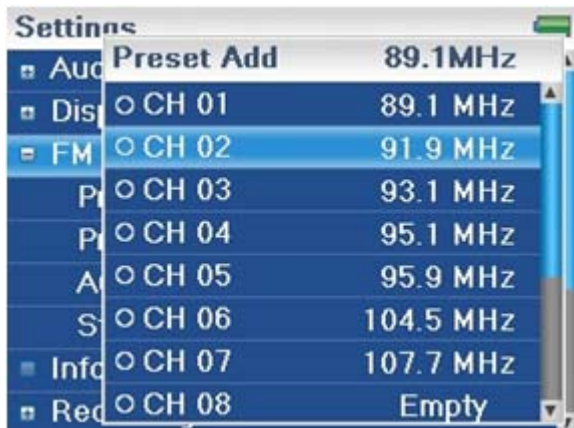 Settings
Preset Add 89.1MHz
CH 01 89.1 MHz
CH 02 91.9 MHz
FM
CH 03 93.1 MHz
CH 04 95.1 MHz
CH 05 95.9 MHz
CH 06 104.5 MHz
CH 07 107.7 MHz
CH 08 Empty